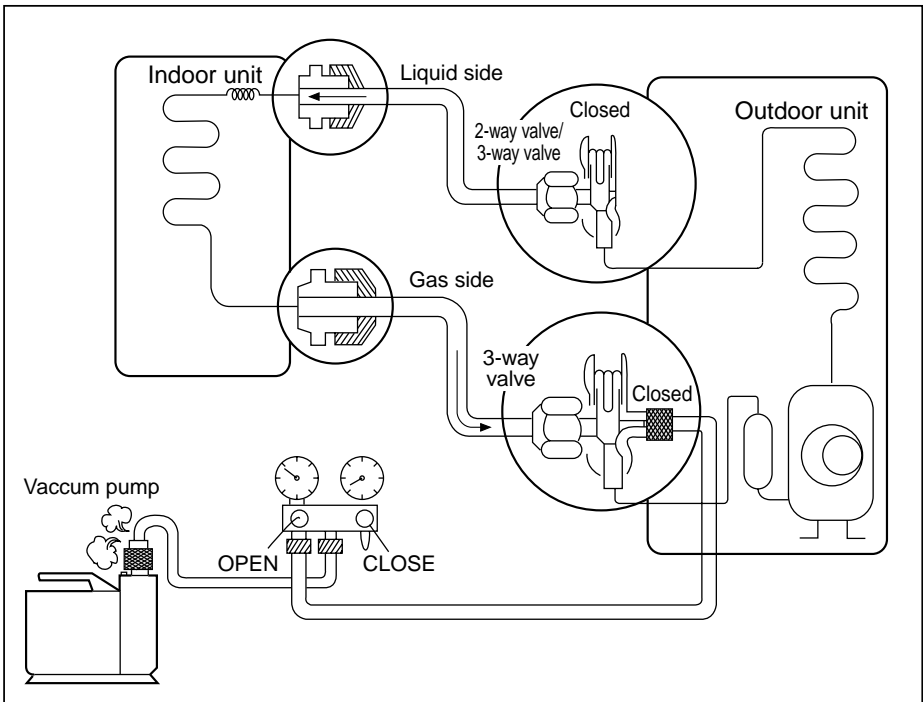 Indoor unit
Liquid side
Closed
2-way valve/
3-way valve
Outdoor unit
Gas side
3-way
valve
Closed
Vaccum pump
OPEN
CLOSE